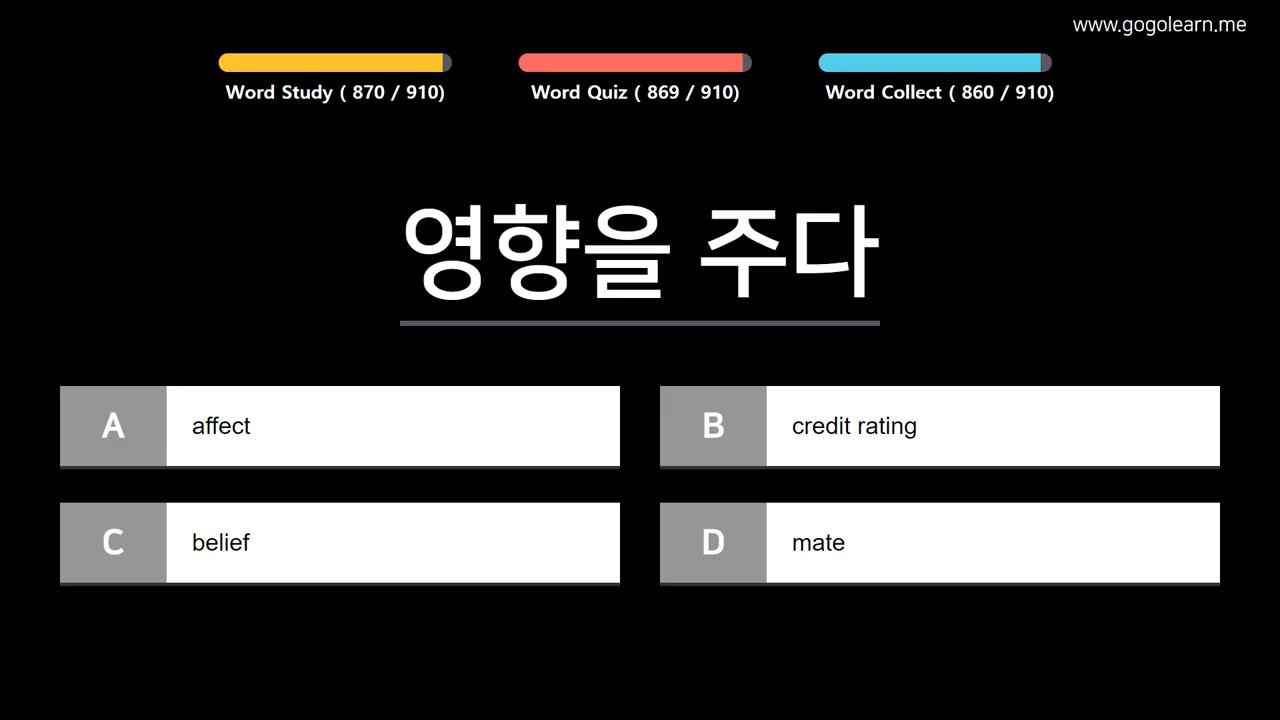 www.gogolearn.me
Word Study ( 870 / 910)
Word Quiz ( 869 / 910)
Word Collect ( 860 / 910)
영향을 주다
A affect
B credit rating
C belief
D mate